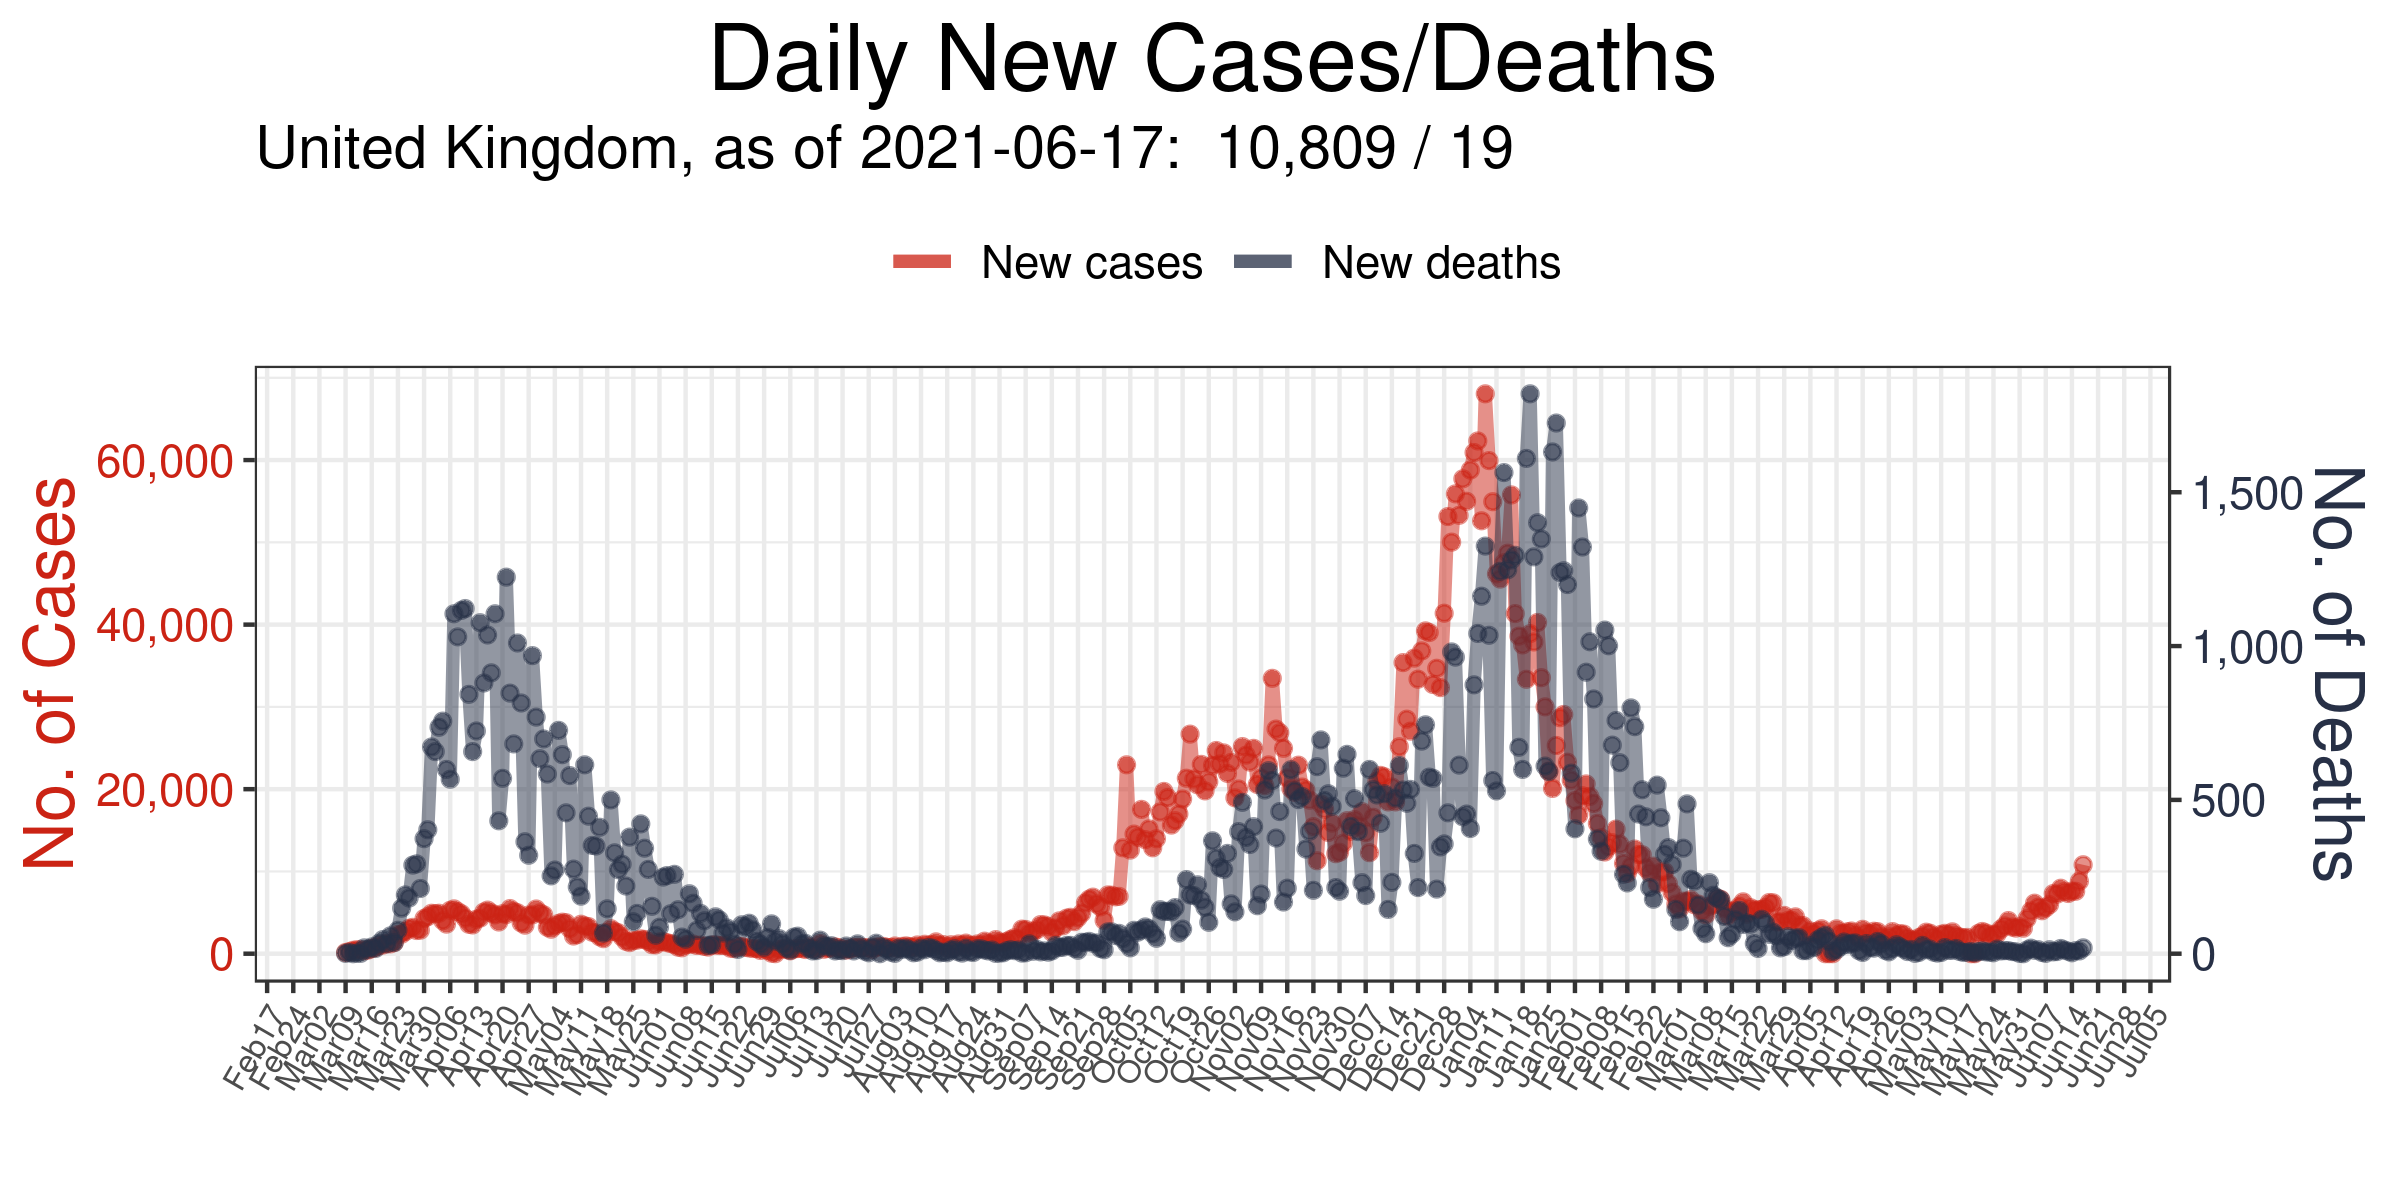 Daily New Cases/Deaths
United Kingdom, as of 2021-06-17:  10,809 / 19
New cases
New deaths
No. of Cases
60,000
40,000
20,000
0
1,500
1,000
500
0
No. of Deaths
Feb17
Feb24
Mar02
Mar09
Mar16
Mar23
Mar30
Apr06
Apr13
Apr20
Apr27
May04
May11
May18
May25
Jun01
Jun08
Jun15
Jun22
Jun29
Jul06
Jul13
Jul20
Jul27
Aug03
Aug10
Aug17
Aug24
Aug31
Sep07
Sep14
Sep21
Sep28
Oct05
Oct12
Oct19
Oct26
Nov02
Nov09
Nov16
Nov23
Nov30
Dec07
Dec14
Dec21
Dec28
Jan04
Jan11
Jan18
Jan25
Feb01
Feb08
Feb15
Feb22
Mar01
Mar08
Mar15
Mar22
Mar29
Apr05
Apr12
Apr19
Apr26
May03
May10
May17
May24
May31
Jun07
Jun14
Jun21
Jun28
Jul05